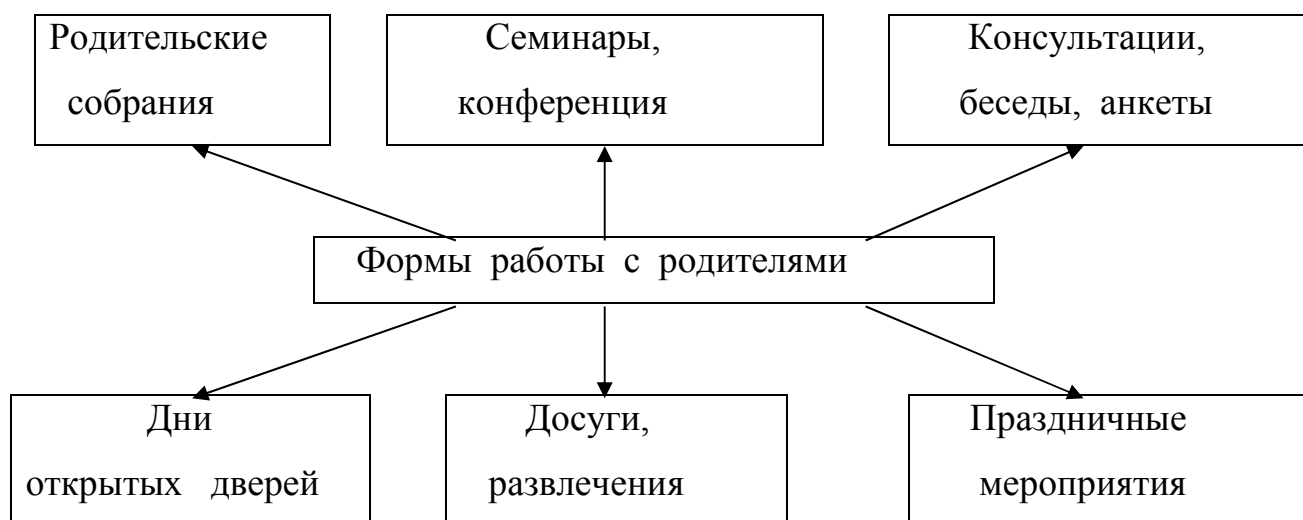 Родительские
собрания
Семинары,
конференция
Консультации,
беседы, анкеты
Формы работы с родителями
Дни
открытых дверей
Досуги,
развлечения
Праздничные
мероприятия